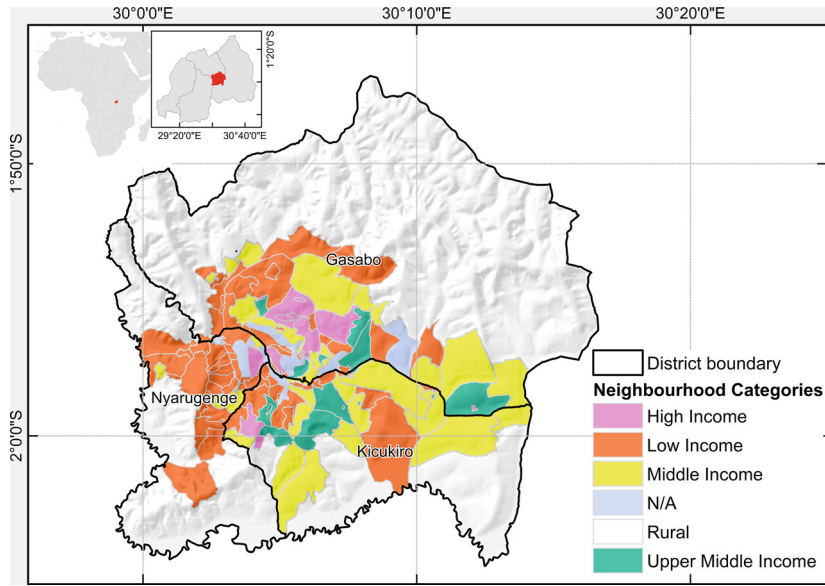 30°00'E
30°10'0"E
30°20'0"E
1°20'0"S
29°20'0"E
30°40'0"E
1°50'0"S
Gasabo
Nyarugenge
2°0'0"S
Kicukiro
District boundary
Neighbourhood Categories
High Income
Low Income
Middle Income
N/A
Rural
Upper Middle Income